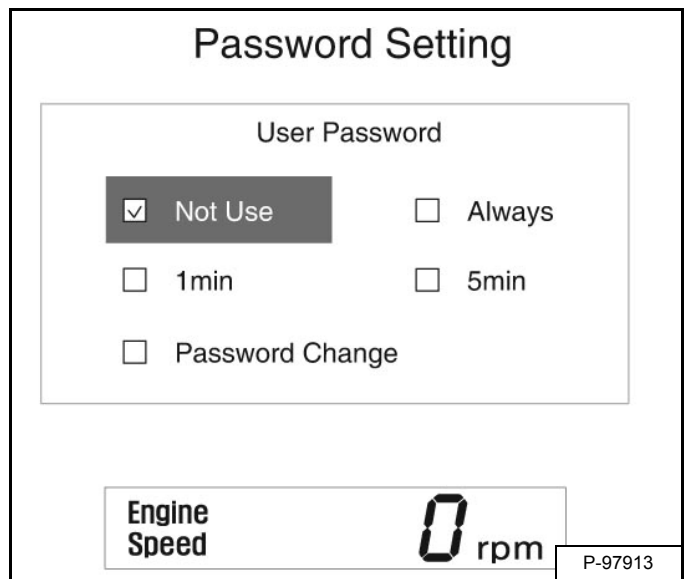 Password Setting
User Password
Not Use Always
1min 5min
Password Change
Engine
Speed 0 rpm
P-97913